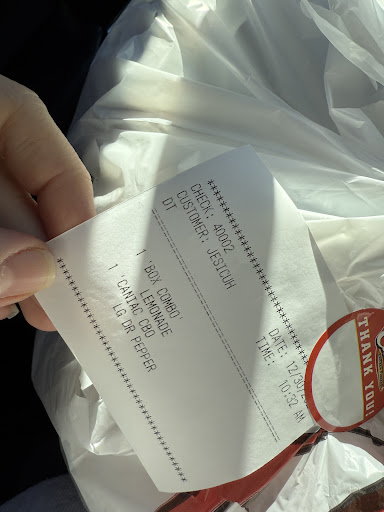 ********************************
CHECK: 40002
CUSTOMER: JESICUH
DT
DATE: 12/30/
TIME: 10:32 AM
================================
1 'BOX COMBO'
LEMONADE
1 'CANIAC CBO
LG DR PEPPER
********************************
THANK YOU!